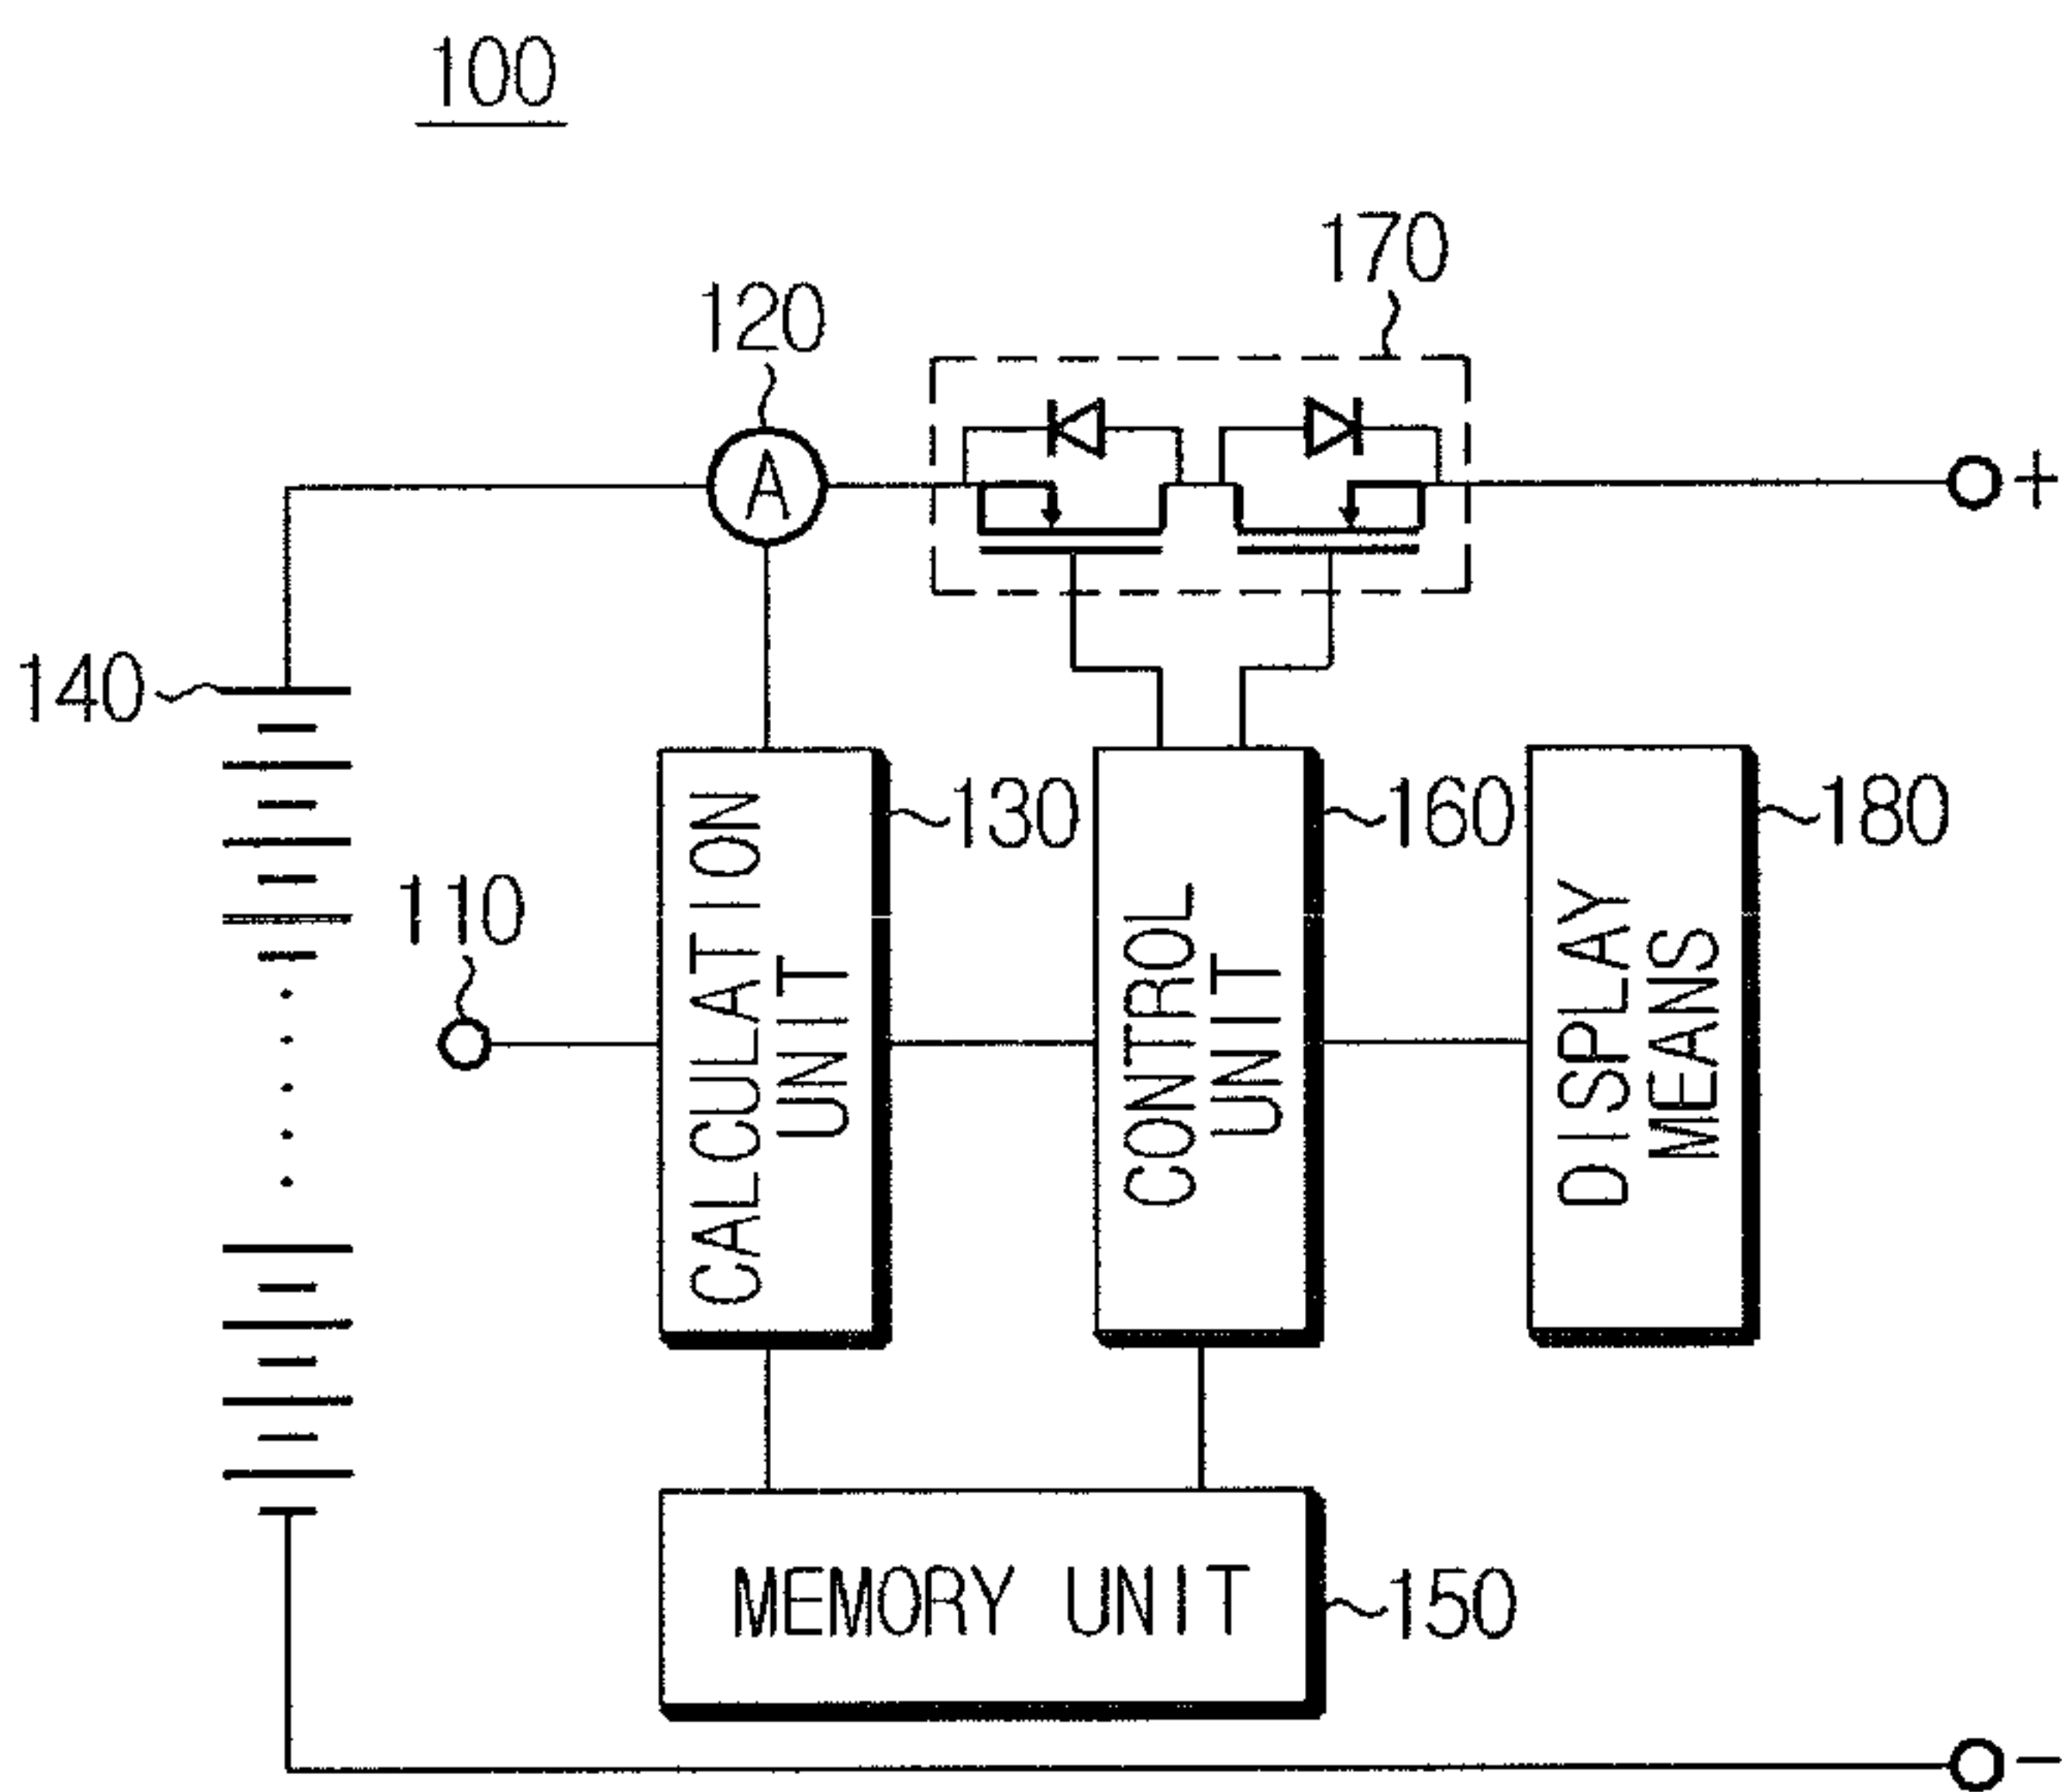 100
170
120
A
+
140
130
160
180
110
CALCULATION
UNIT
CONTROL
UNIT
DISPLAY
MEANS
MEMORY UNIT
150
-